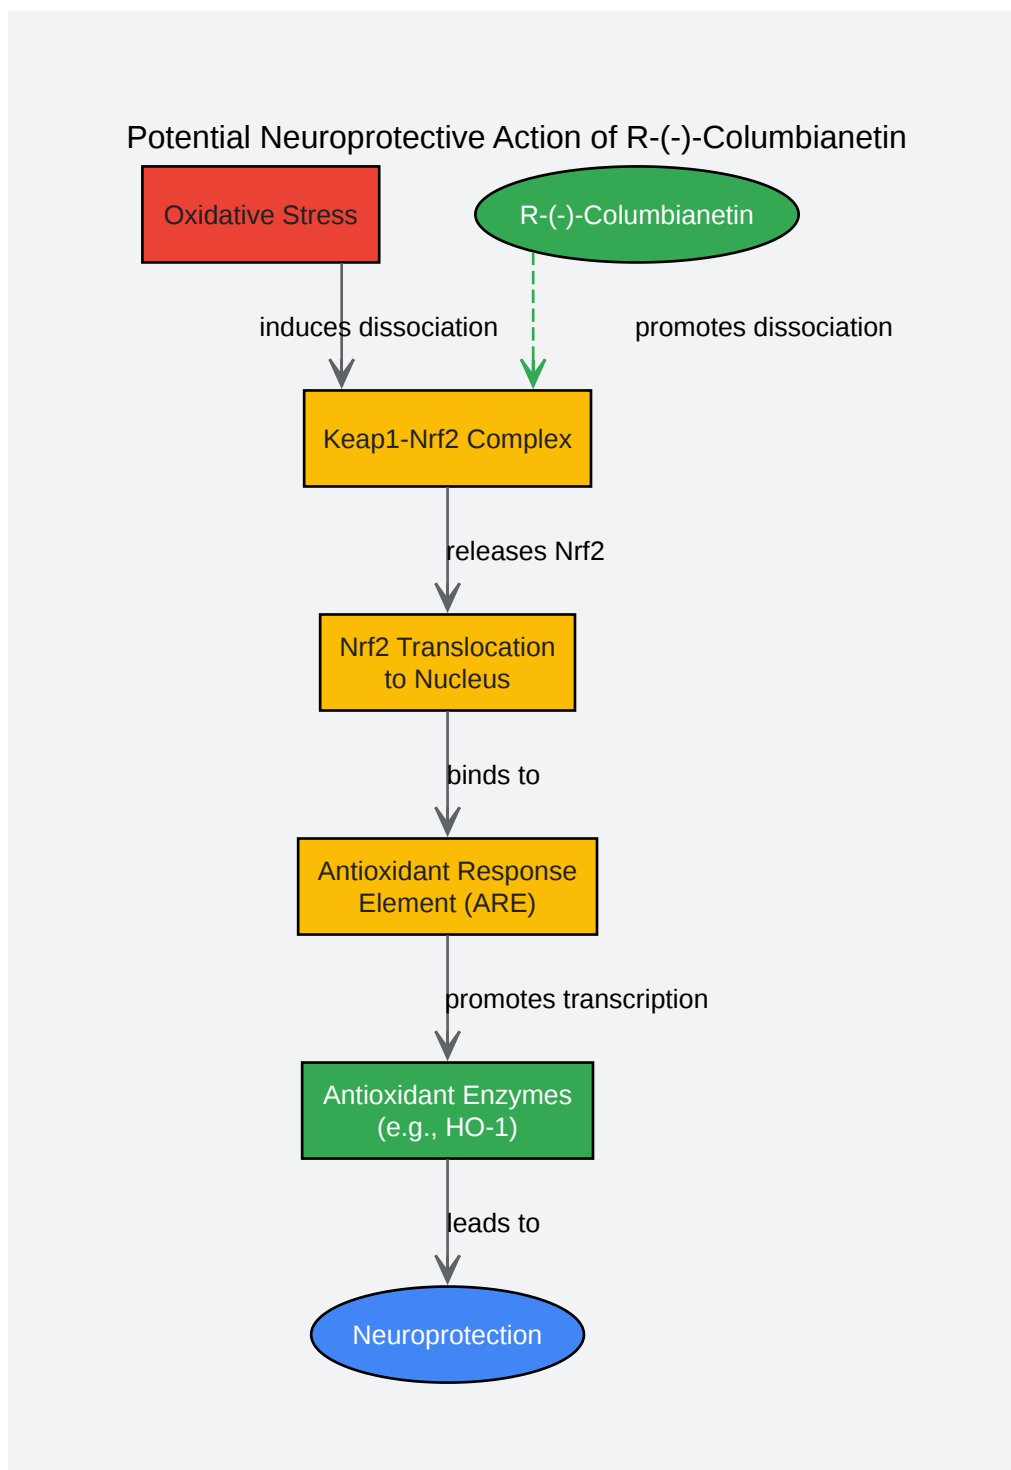 Potential Neuroprotective Action of R-(-)-Columbianetin
Oxidative Stress
R-(-)-Columbianetin
induces dissociation
promotes dissociation
Keap1-Nrf2 Complex
releases Nrf2
Nrf2 Translocation
to Nucleus
binds to
Antioxidant Response
Element (ARE)
promotes transcription
Antioxidant Enzymes
(e.g., HO-1)
leads to
Neuroprotection